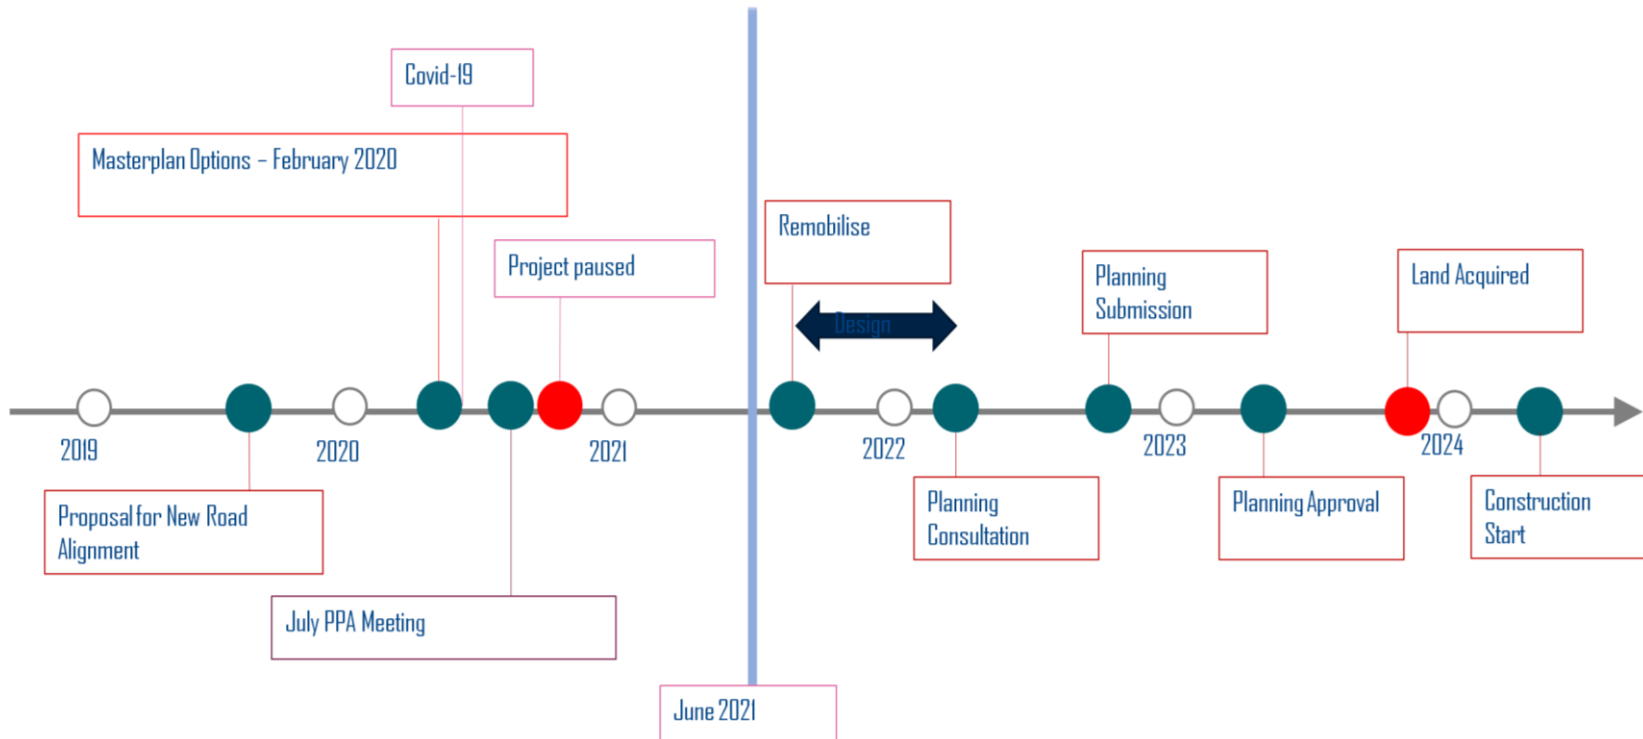 Covid-19
Masterplan Options – February 2020
Project paused
Remobilise
Planning
Submission
Land Acquired
Design
2019
2020
2021
2022
2023
2024
Proposal for New Road
Alignment
Planning
Consultation
Planning Approval
Construction
Start
July PPA Meeting
June 2021